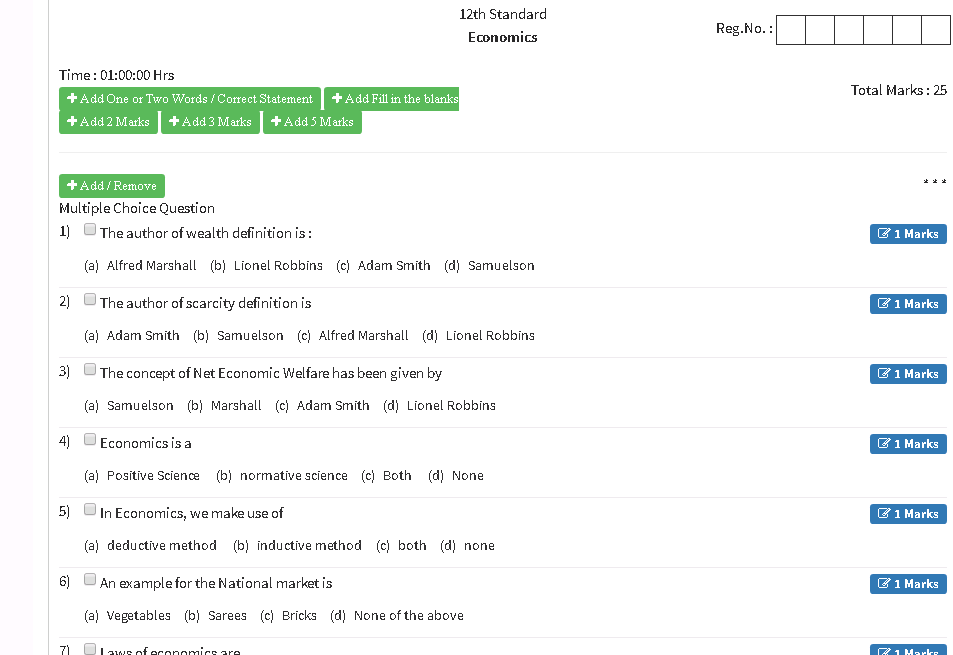 12th Standard
Economics
Reg.No. :
Time : 01:00:00 Hrs
Total Marks : 25
Add One or Two Words / Correct Statement
Add Fill in the blanks
Add 2 Marks
Add 3 Marks
Add 5 Marks
Add / Remove
* * *
Multiple Choice Question
1) The author of wealth definition is :
1 Marks
(a) Alfred Marshall (b) Lionel Robbins (c) Adam Smith (d) Samuelson
2) The author of scarcity definition is
1 Marks
(a) Adam Smith (b) Samuelson (c) Alfred Marshall (d) Lionel Robbins
3) The concept of Net Economic Welfare has been given by
1 Marks
(a) Samuelson (b) Marshall (c) Adam Smith (d) Lionel Robbins
4) Economics is a
1 Marks
(a) Positive Science (b) normative science (c) Both (d) None
5) In Economics, we make use of
1 Marks
(a) deductive method (b) inductive method (c) both (d) none
6) An example for the National market is
1 Marks
(a) Vegetables (b) Sarees (c) Bricks (d) None of the above
7) Laws of economics are
1 Marks